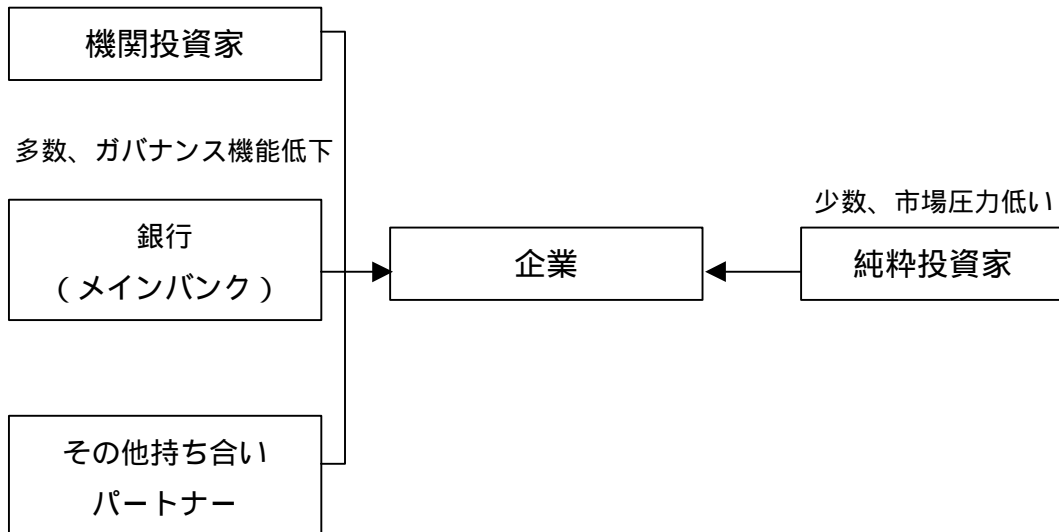 機関投資家
多数、ガバナンス機能低下
少数、市場圧力低い
銀行
（メインバンク）
企業
純粋投資家
その他持ち合い
パートナー